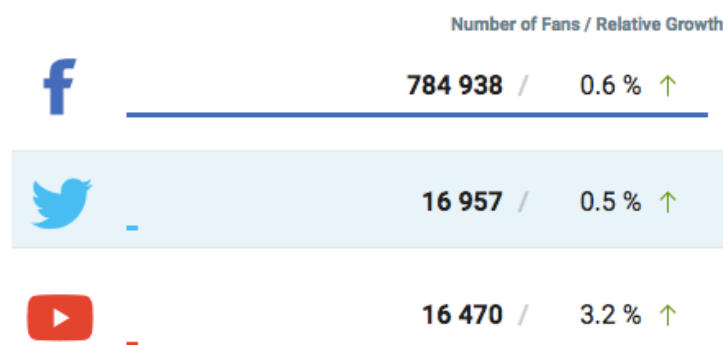 Number of Fans / Relative Growth
784 938 / 0.6 % ↑
16 957 / 0.5 % ↑
16 470 / 3.2 % ↑